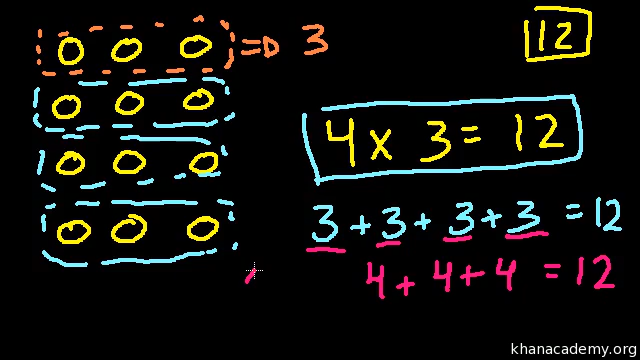 ⇒ 3
12
4 x 3 = 12
3 + 3 + 3 + 3 = 12
4 + 4 + 4 = 12
khanacademy.org